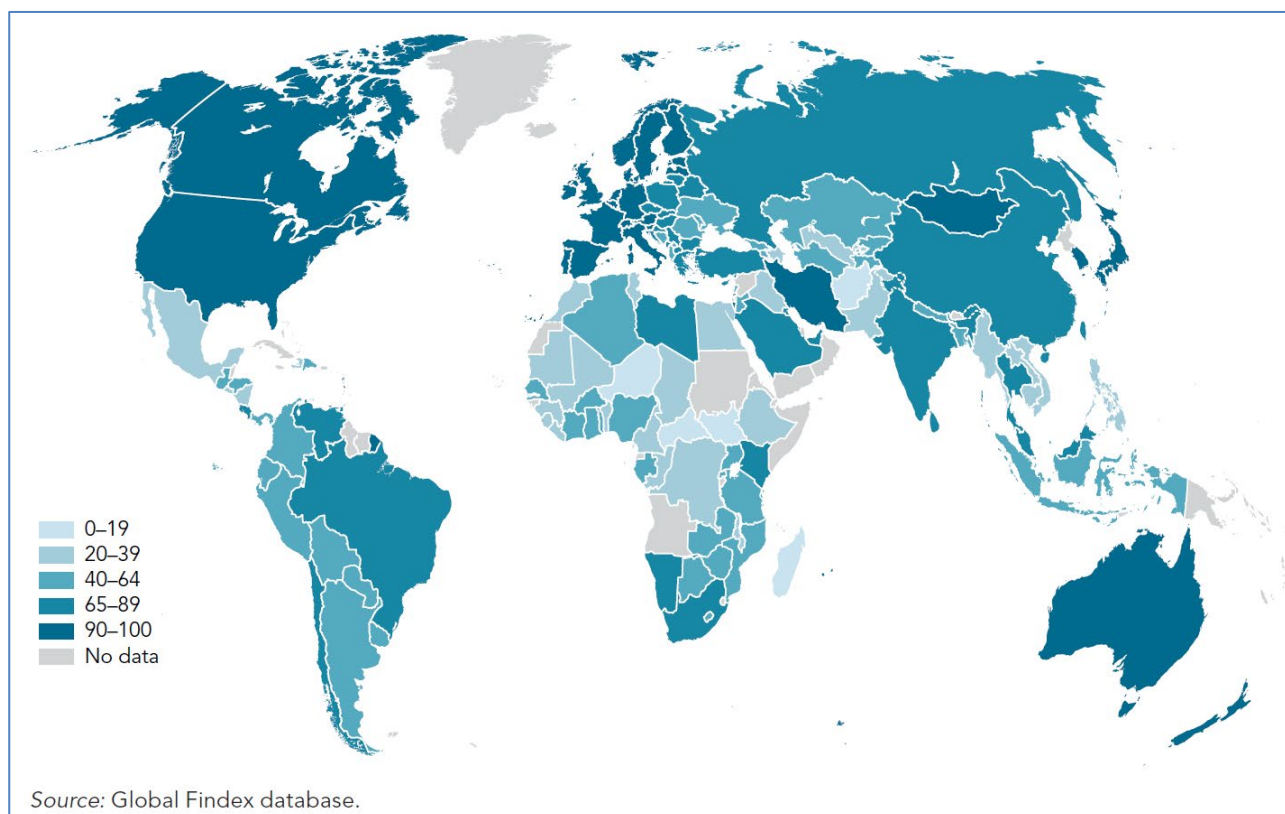 0–19
20–39
40–64
65–89
90–100
No data
Source: Global Findex database.